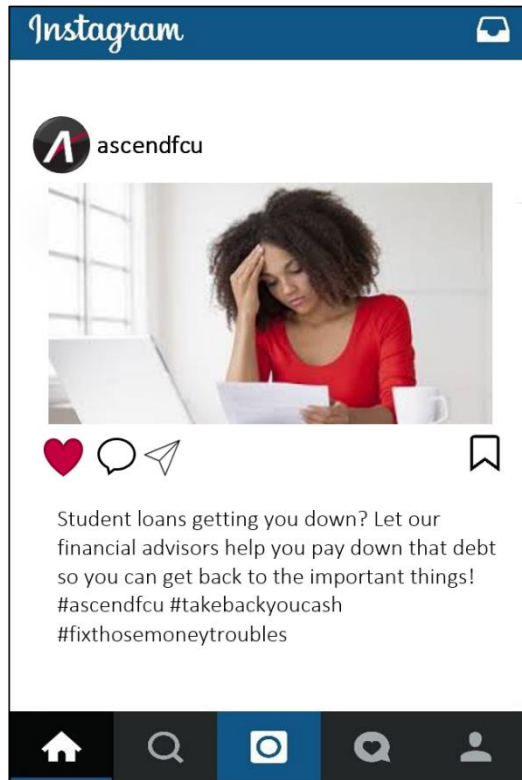 Instagram
ascendfcu
Student loans getting you down? Let our
financial advisors help you pay down that debt
so you can get back to the important things!
#ascendfcu #takebackyoucash
#fixthosemoneytroubles